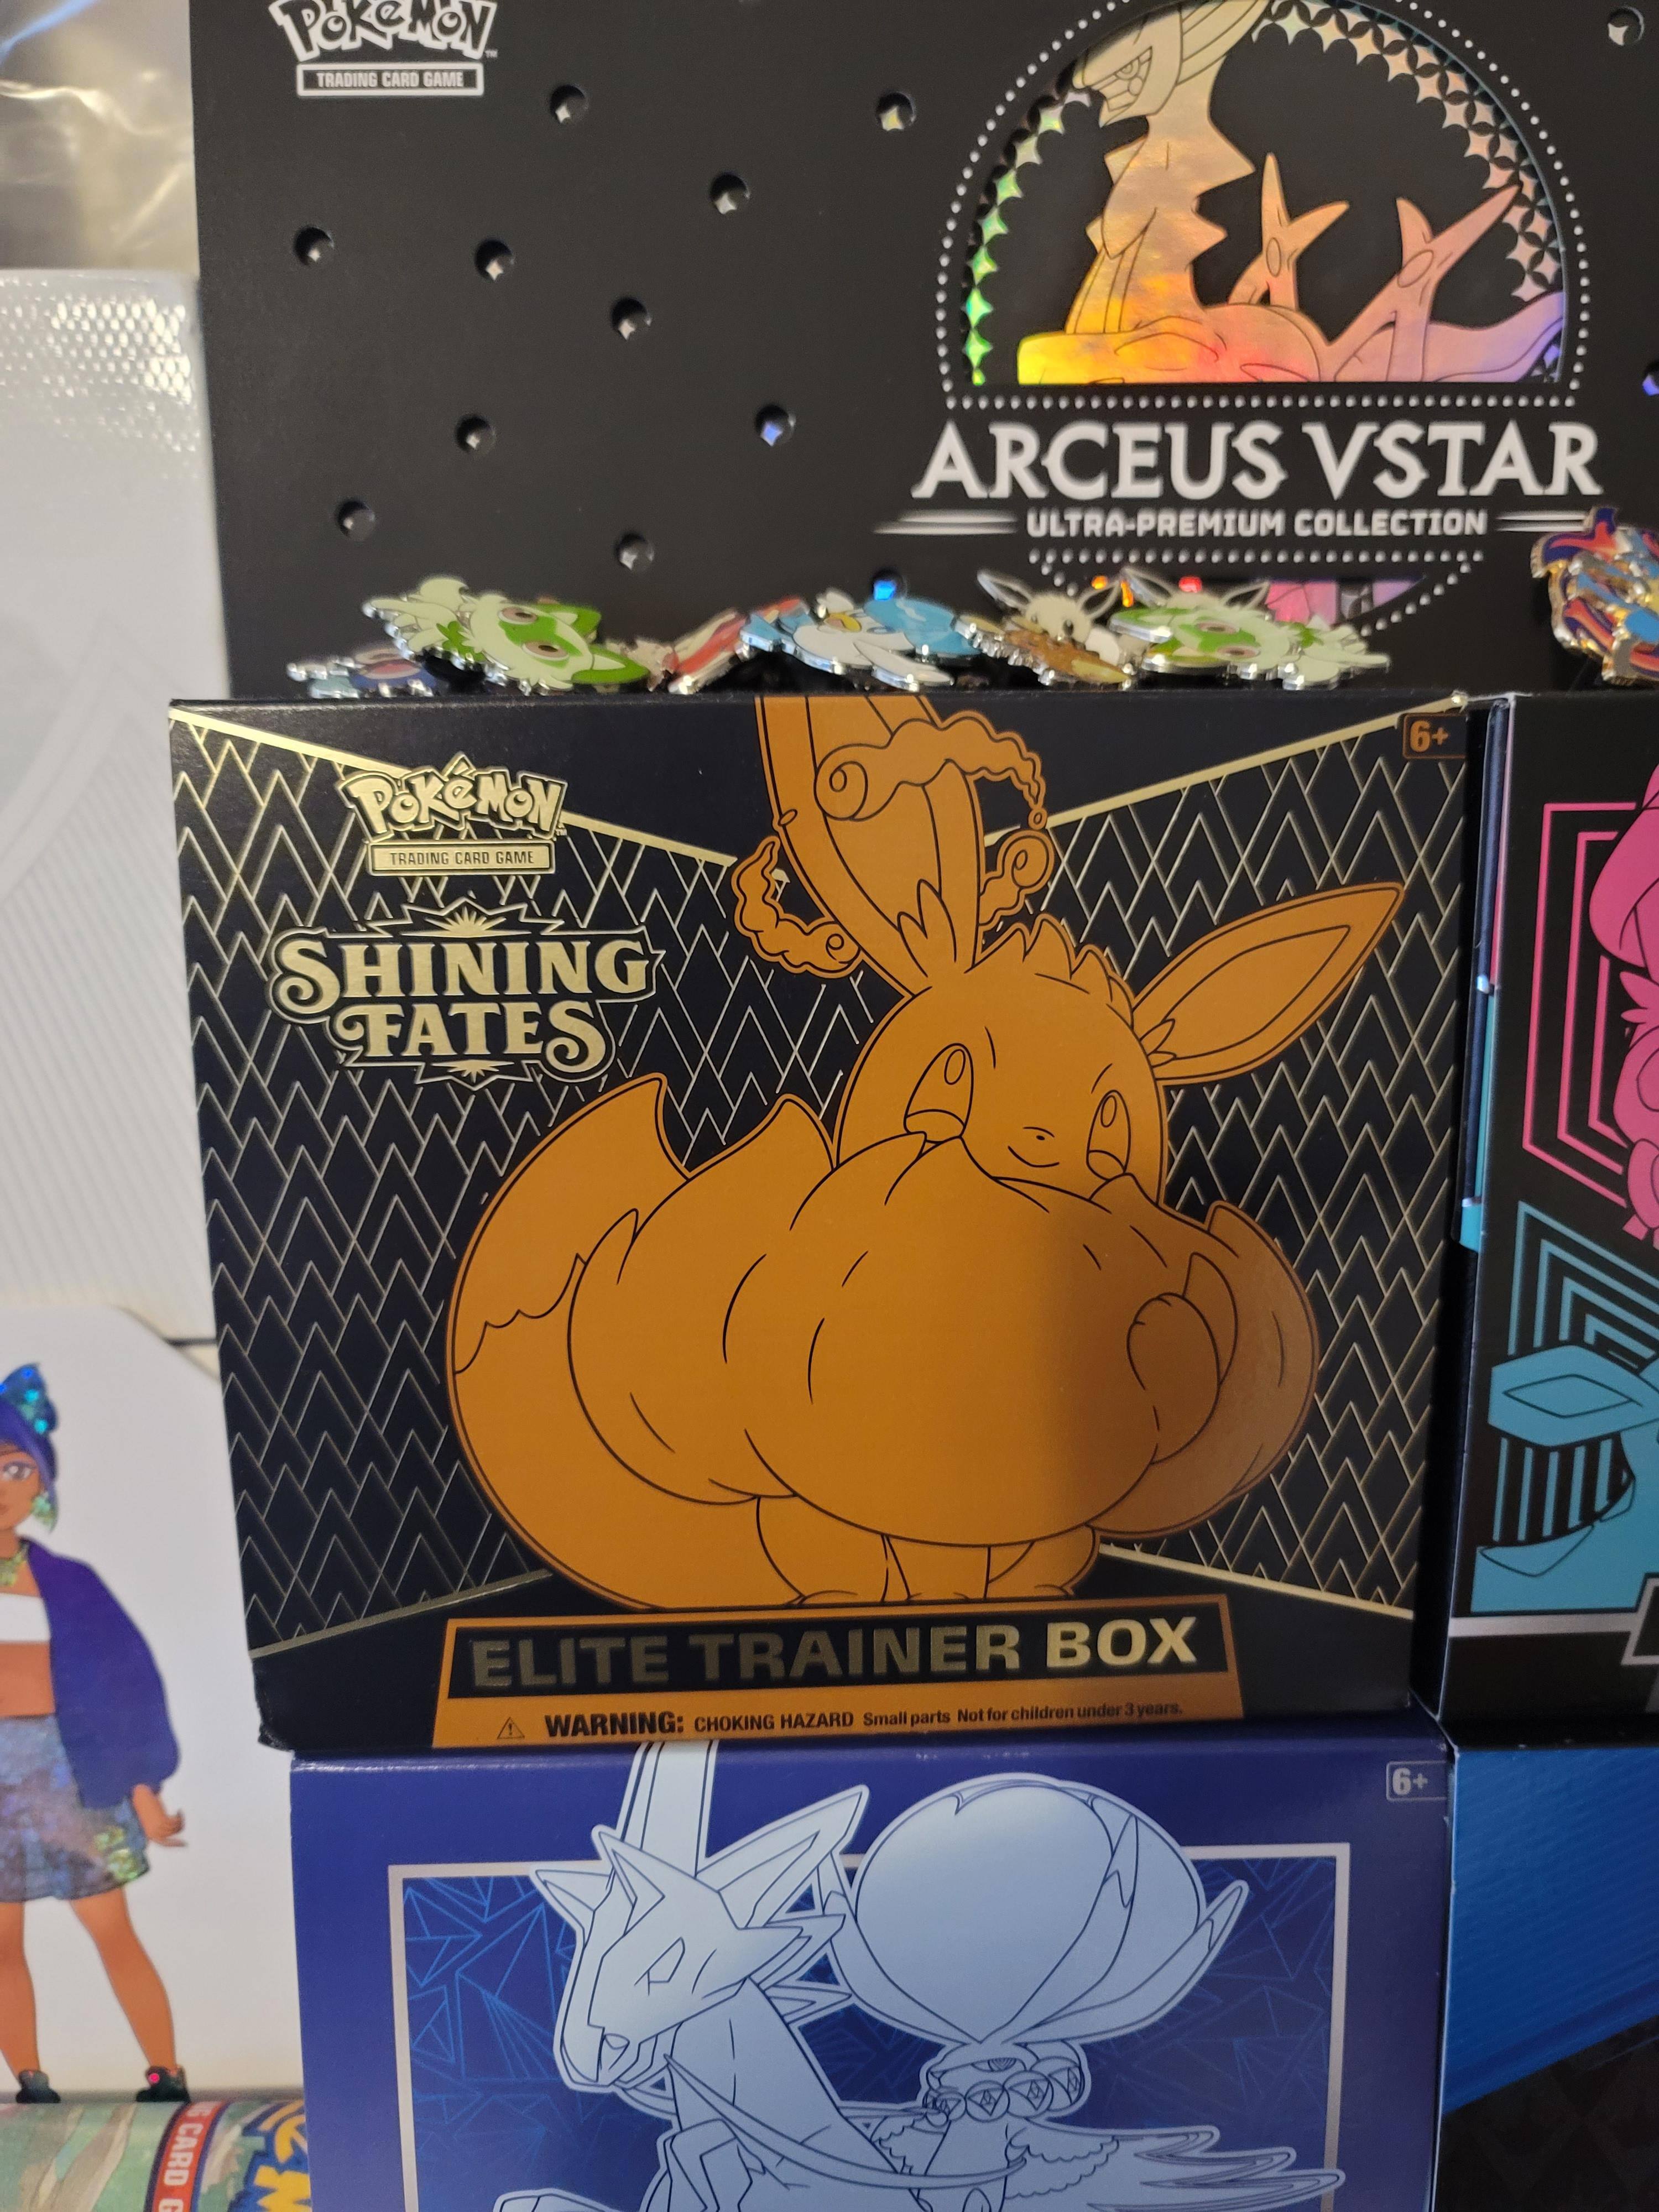 POKéMON
TRADING CARD GAME
ARCEUS VSTAR
ULTRA-PREMIUM COLLECTION
6+
POKéMON
TRADING CARD GAME
SHINING
FATES
ELITE TRAINER BOX
WARNING: CHOKING HAZARD Small parts Not for children under 3 years.
6+